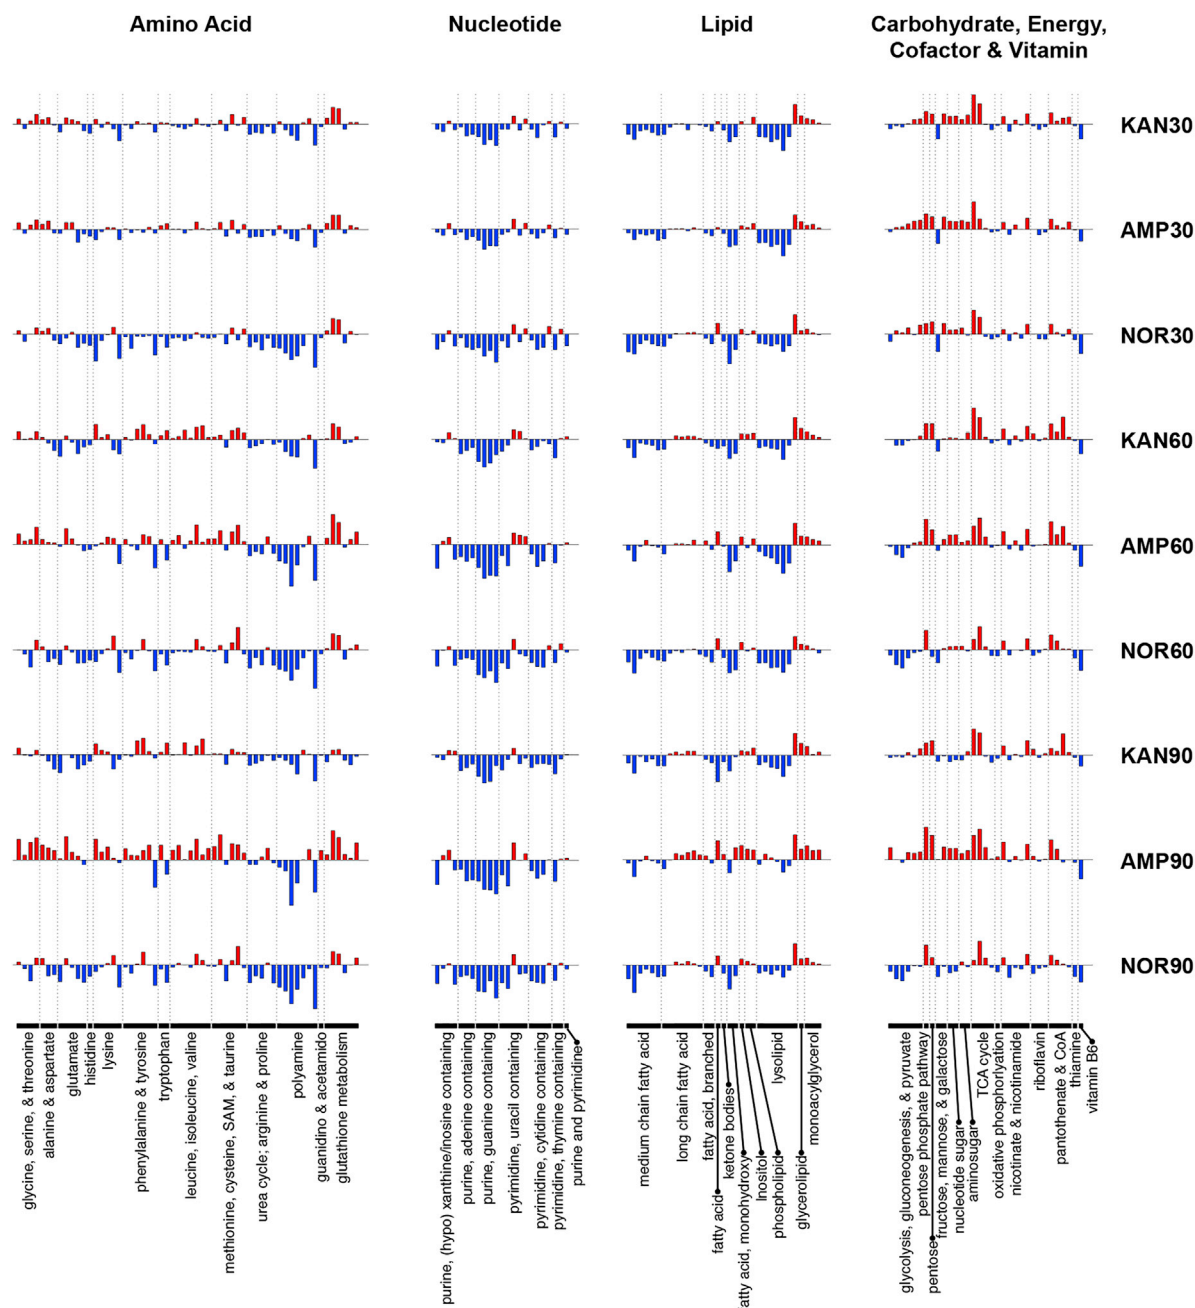 Amino Acid
Nucleotide
Lipid
Carbohydrate, Energy,
Cofactor & Vitamin
KAN30
AMP30
NOR30
KAN60
AMP60
NOR60
KAN90
AMP90
NOR90
glycine, serine, & threonine
alanine & aspartate
glutamate
histidine
lysine
phenylalanine & tyrosine
tryptophan
leucine, isoleucine, valine
methionine, cysteine, SAM, & taurine
urea cycle; arginine & proline
polyamine
guanidino & acetamido
glutathione metabolism
purine, (hypo) xanthine/inosine containing
purine, adenine containing
purine, guanine containing
pyrimidine, uracil containing
pyrimidine, cytidine containing
pyrimidine, thymine containing
purine and pyrimidine
medium chain fatty acid
long chain fatty acid
fatty acid, branched
fatty acid
ketone bodies
atty acid, monohydroxy
Inositol
phospholipid
lysolipid
glycerolipid
monoacylglycerol
glycolysis, gluconeogenesis, & pyruvate
pentose phosphate pathway
pentose
fructose, mannose, & galactose
nucleotide sugar
aminosugar
TCA cycle
oxidative phosphorylation
nicotinate & nicotinamide
riboflavin
pantothenate & CoA
thiamine
vitamin B6